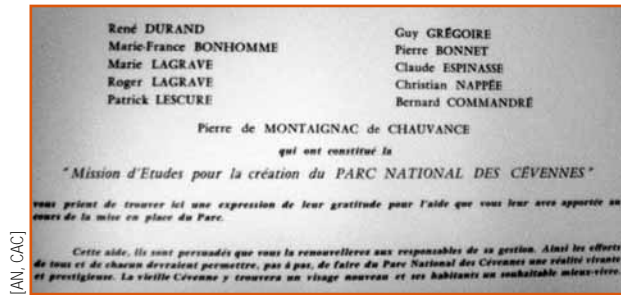 René DURAND
Marie-France BONHOMME
Marie LAGRAVE
Roger LAGRAVE
Patrick LESCURE
Guy GRÉGOIRE
Pierre BONNET
Claude ESPINASSE
Christian NAPPÉE
Bernard COMMANDRÉ
Pierre de MONTAIGNAC de CHAUVANCE
qui ont constitué la
"Mission d'Etudes pour la création du PARC NATIONAL DES CÉVENNES"
vous prient de trouver ici une expression de leur gratitude pour l'aide que vous leur avez apportée au
cours de la mise en place du Parc.
Cette aide, ils sont persuadés que vous la renouvellerez aux responsables de sa gestion. Ainsi les efforts
de tous et de chacun devraient permettre, pas à pas, de faire du Parc National des Cévennes une réalité vivante
et prestigieuse. La vieille Cévenne y trouvera un visage nouveau et ses habitants un souhaitable mieux-vivre.
[AN, CAC]